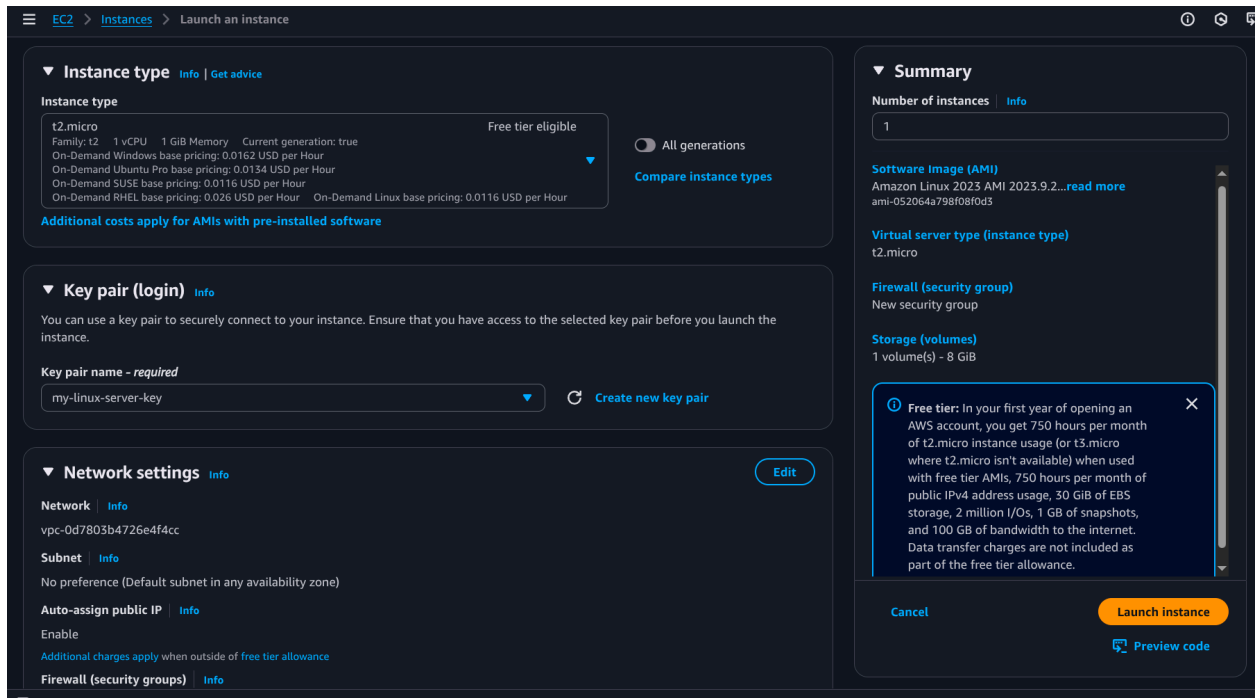 EC2 > Instances > Launch an instance
Instance type Info | Get advice
Instance type
t2.micro Free tier eligible
Family: t2 1 vCPU 1 GiB Memory Current generation: true
On-Demand Windows base pricing: 0.0162 USD per Hour
On-Demand Ubuntu Pro base pricing: 0.0134 USD per Hour
On-Demand SUSE base pricing: 0.0116 USD per Hour
On-Demand RHEL base pricing: 0.026 USD per Hour On-Demand Linux base pricing: 0.0116 USD per Hour
All generations
Compare instance types
Additional costs apply for AMIs with pre-installed software
Key pair (login) Info
You can use a key pair to securely connect to your instance. Ensure that you have access to the selected key pair before you launch the
instance.
Key pair name - required
my-linux-server-key
Create new key pair
Network settings Info
Edit
Network Info
vpc-0d7803b4726e4f4cc
Subnet Info
No preference (Default subnet in any availability zone)
Auto-assign public IP Info
Enable
Additional charges apply when outside of free tier allowance
Firewall (security groups) Info
Summary
Number of instances Info
1
Software Image (AMI)
Amazon Linux 2023 AMI 2023.9.2...read more
ami-052064a798f08f0d3
Virtual server type (instance type)
t2.micro
Firewall (security group)
New security group
Storage (volumes)
1 volume(s) - 8 GiB
Free tier: In your first year of opening an
AWS account, you get 750 hours per month
of t2.micro instance usage (or t3.micro
where t2.micro isn't available) when used
with free tier AMIs, 750 hours per month of
public IPv4 address usage, 30 GiB of EBS
storage, 2 million I/Os, 1 GB of snapshots,
and 100 GB of bandwidth to the internet.
Data transfer charges are not included as
part of the free tier allowance.
Cancel
Launch instance
Preview code